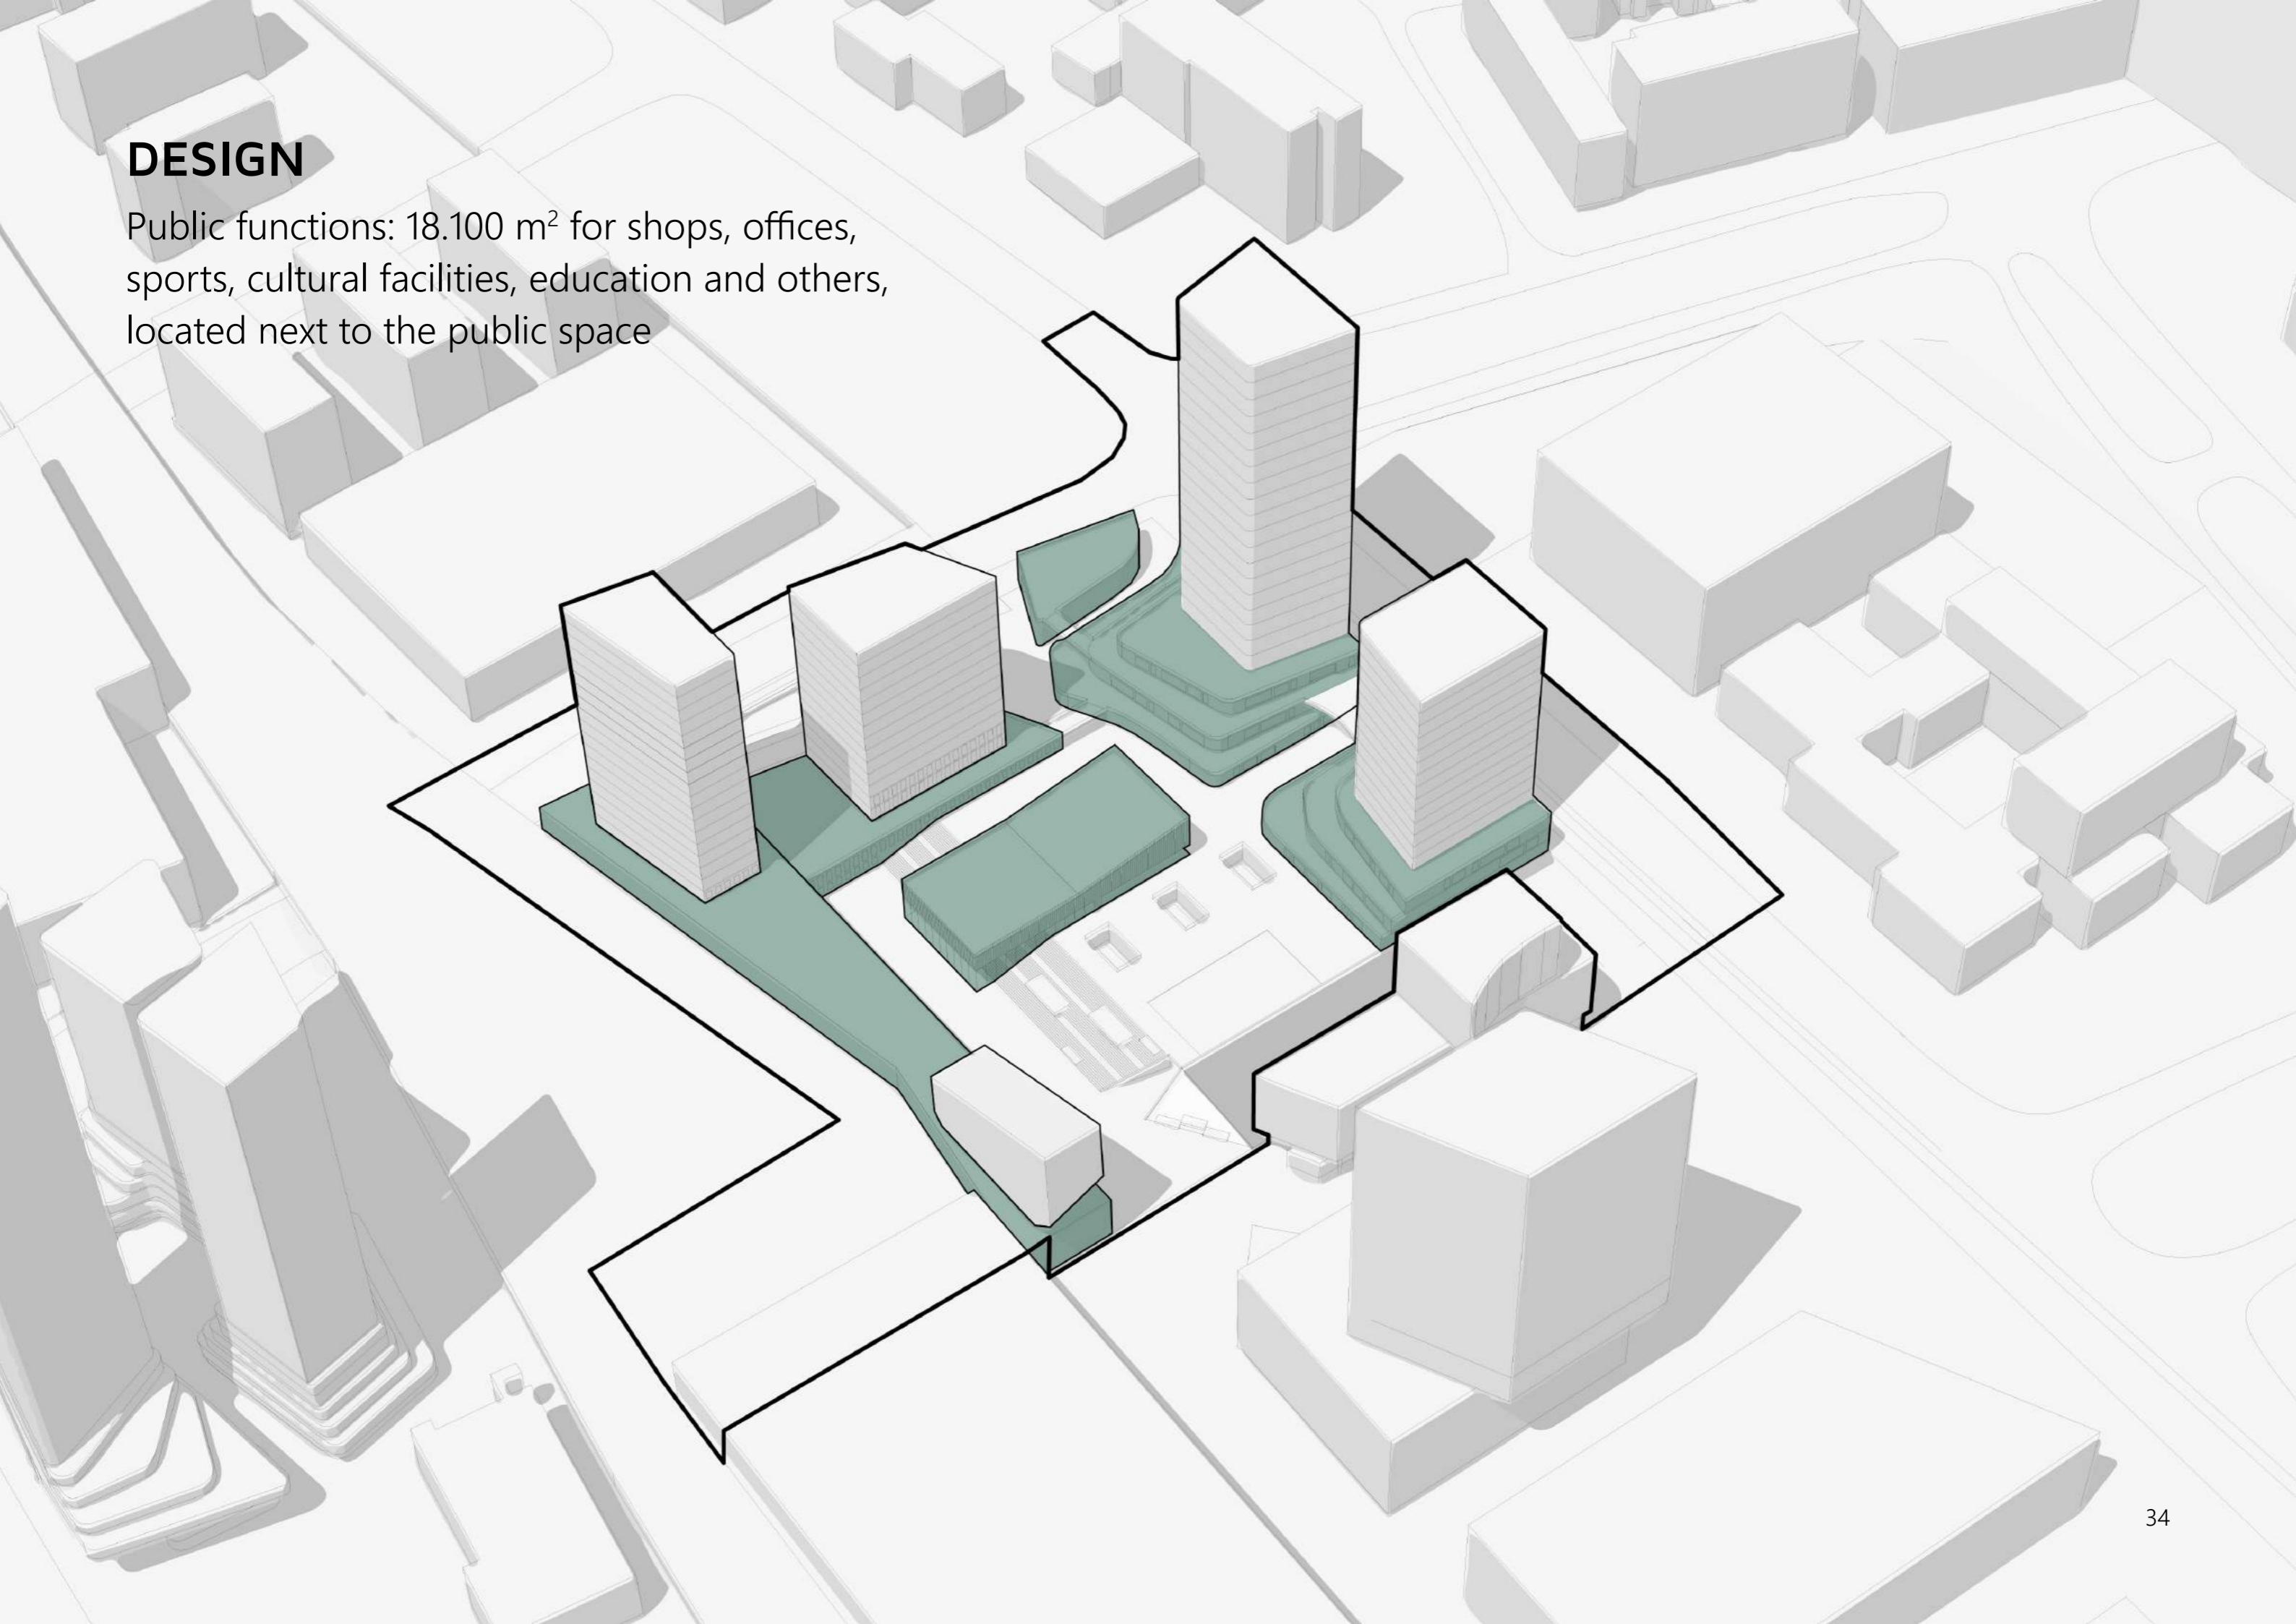 DESIGN
Public functions: 18.100 m² for shops, offices,
sports, cultural facilities, education and others,
located next to the public space
34